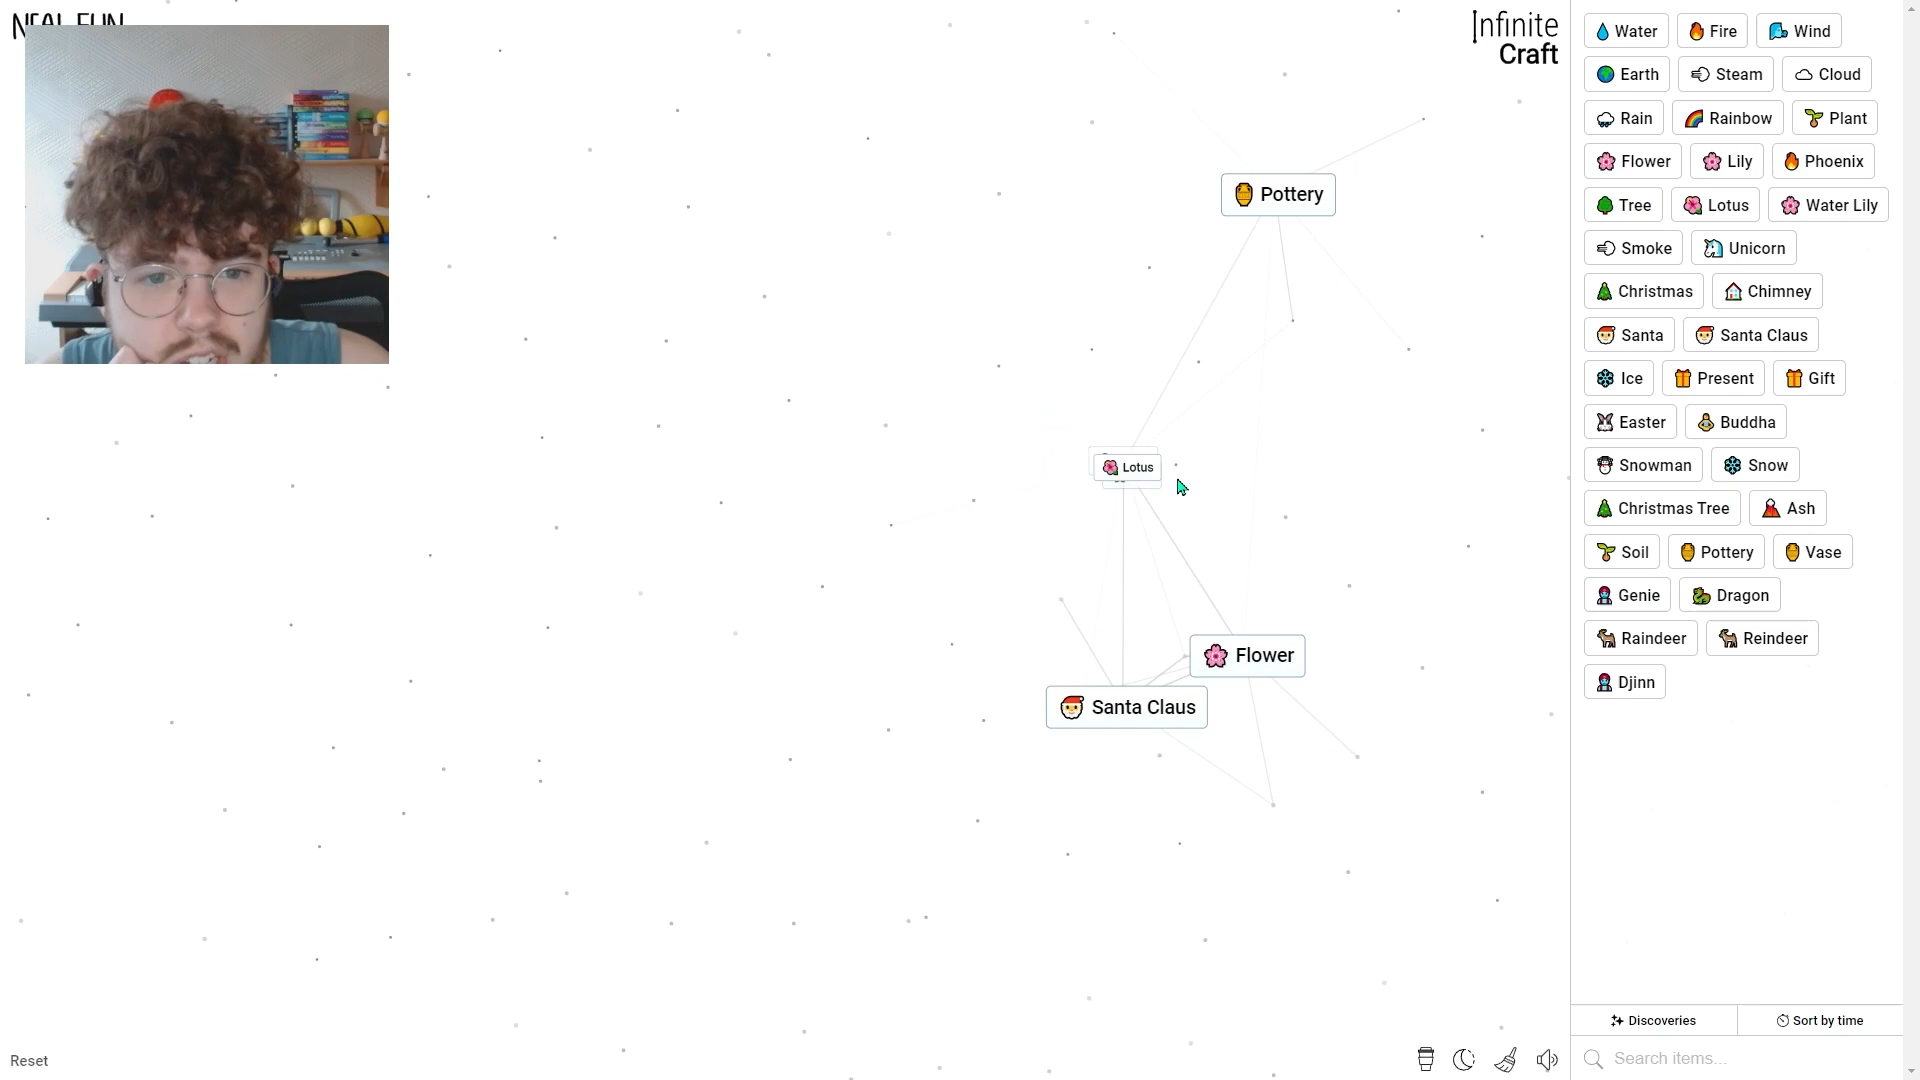 NEAL.FUN
Infinite
Craft
Water
Fire
Wind
Earth
Steam
Cloud
Rain
Rainbow
Plant
Flower
Lily
Phoenix
Tree
Lotus
Water Lily
Smoke
Unicorn
Christmas
Chimney
Santa
Santa Claus
Ice
Present
Gift
Easter
Buddha
Snowman
Snow
Christmas Tree
Ash
Soil
Pottery
Vase
Genie
Dragon
Raindeer
Reindeer
Djinn
Pottery
Lotus
Flower
Santa Claus
Reset
Discoveries
Sort by time
Search items...